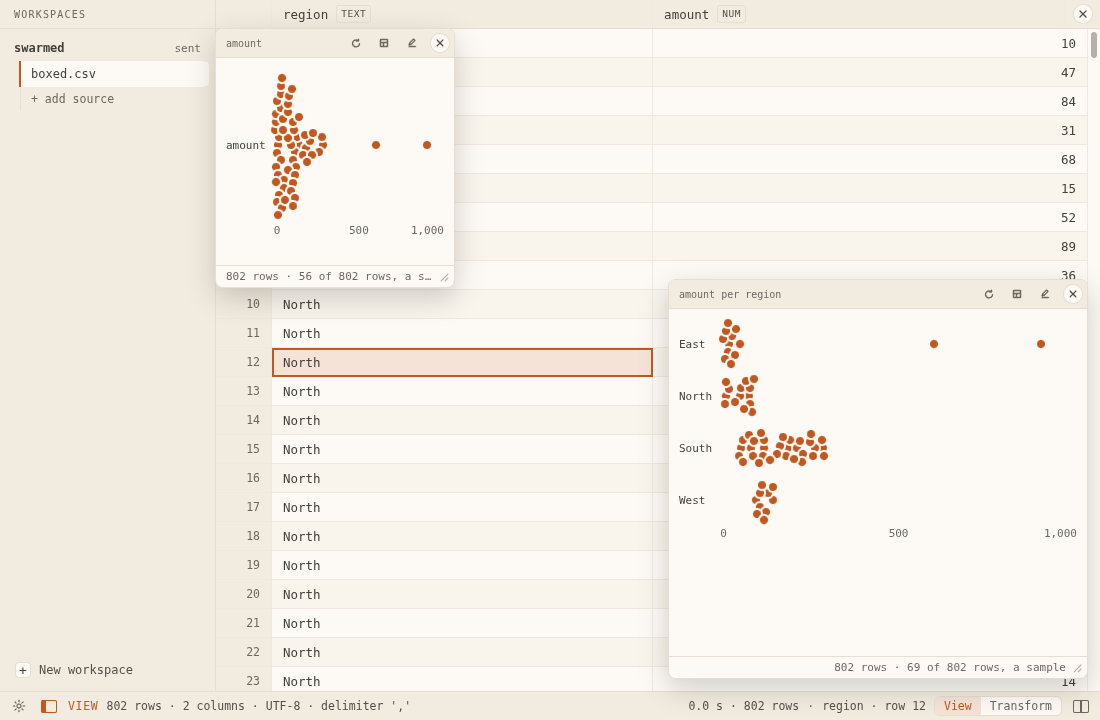 WORKSPACES
region TEXT
amount NUM
swarmed sent
boxed.csv
+ add source
amount
amount
0 500 1,000
802 rows · 56 of 802 rows, a s…
10
47
84
31
68
15
52
89
36
10 North
11 North
12 North
13 North
14 North
15 North
16 North
17 North
18 North
19 North
20 North
21 North
22 North
23 North
14
amount per region
East
North
South
West
0 500 1,000
802 rows · 69 of 802 rows, a sample
+ New workspace
VIEW 802 rows · 2 columns · UTF-8 · delimiter ','
0.0 s · 802 rows · region · row 12 View Transform